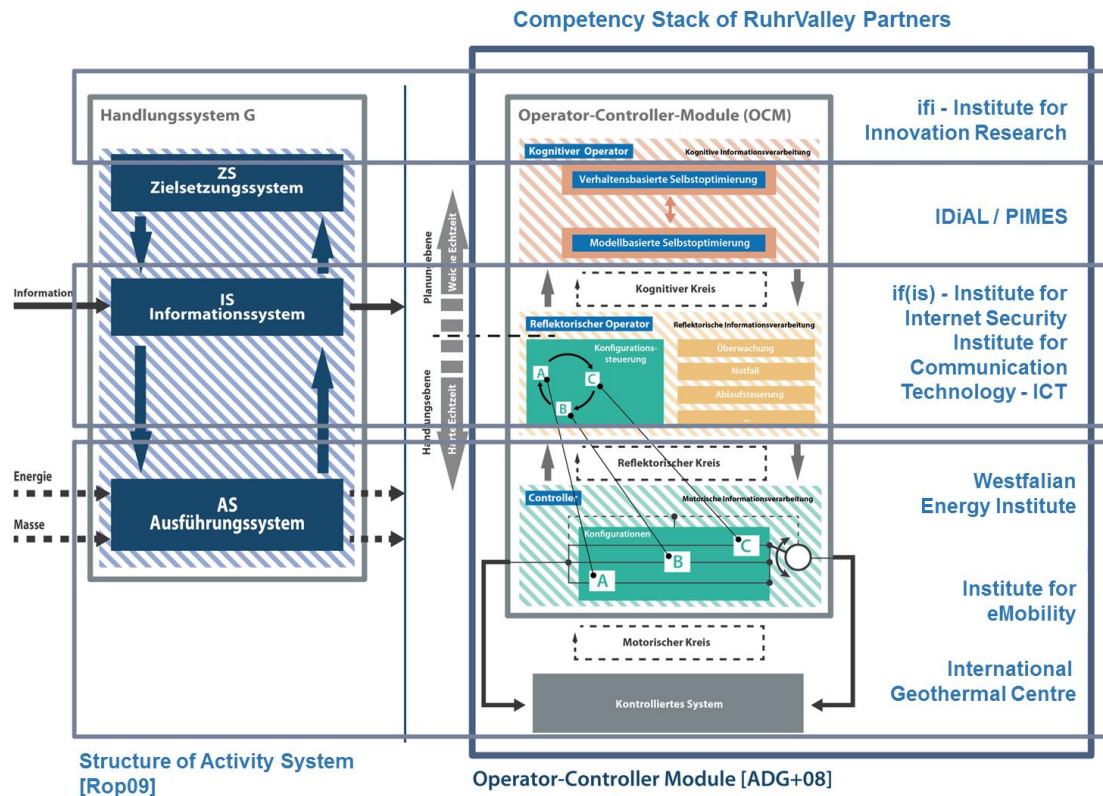 Competency Stack of RuhrValley Partners
Handlungssystem G
ZS
Zielsetzungssystem
Information
IS
Informationssystem
Energie
Masse
AS
Ausführungssystem
Structure of Activity System
[Rop09]
Planungsebene
Weiche Echtzeit
Handlungsebene
Harte Echtzeit
Operator-Controller-Module (OCM)
Kognitiver Operator
Kognitive Informationsverarbeitung
Verhaltensbasierte Selbstoptimierung
Modellbasierte Selbstoptimierung
Kognitiver Kreis
Reflektorischer Operator
Reflektorische Informationsverarbeitung
Konfigurations-
steuerung
A
C
B
Überwachung
Notfall
Ablaufsteuerung
...
Reflektorischer Kreis
Controller
Motorische Informationsverarbeitung
Konfigurationen
C
B
A
Motorischer Kreis
Kontrolliertes System
Operator-Controller Module [ADG+08]
ifi - Institute for
Innovation Research
IDiAL / PIMES
if(is) - Institute for
Internet Security
Institute for
Communication
Technology - ICT
Westfalian
Energy Institute
Institute for
eMobility
International
Geothermal Centre